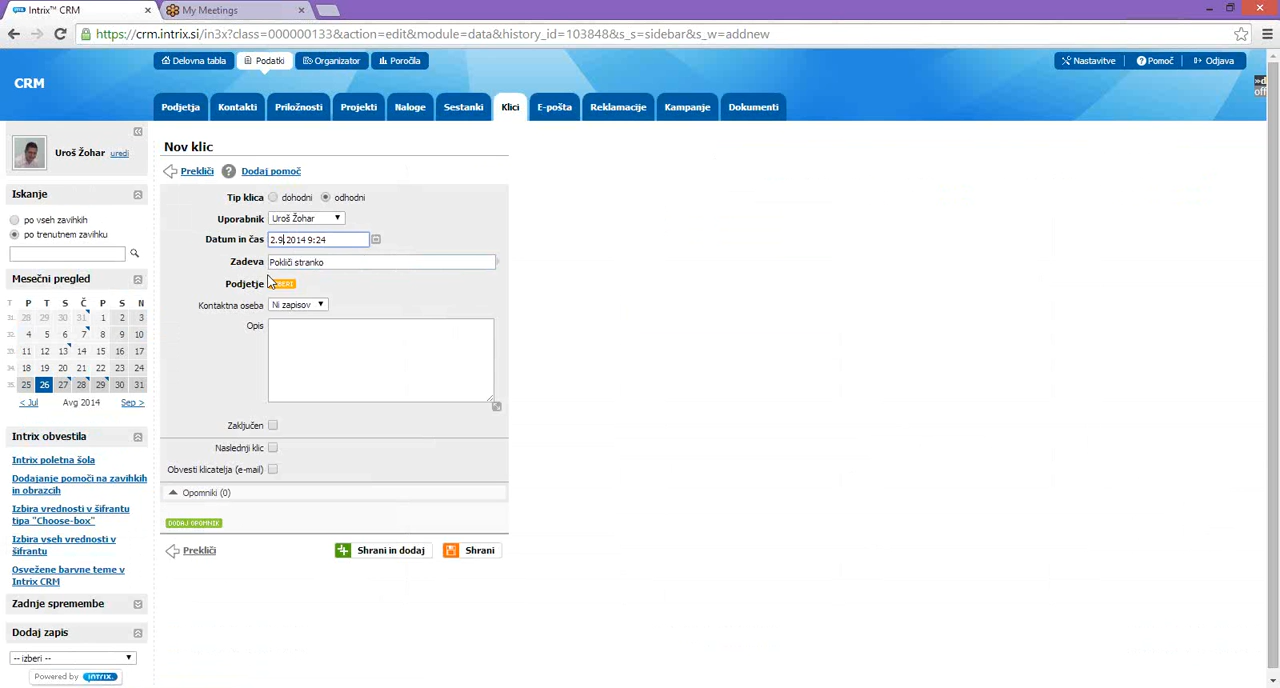 Intrix™ CRM
My Meetings
https://crm.intrix.si/in3x?class=000000133&action=edit&module=data&history_id=103848&s_s=sidebar&s_w=addnew
Delovna tabla Podatki Organizator Poročila
Nastavitve Pomoč Odjava
CRM
Podjetja Kontakti Priložnosti Projekti Naloge Sestanki Klici E-pošta Reklamacije Kampanje Dokumenti
Uroš Žohar uredi
Iskanje
po vseh zavihkih
po trenutnem zavihku
Mesečni pregled
T P T S Č P S N
31. 28 29 30 31 1 2 3
32. 4 5 6 7 8 9 10
33. 11 12 13 14 15 16 17
34. 18 19 20 21 22 23 24
35. 25 26 27 28 29 30 31
< Jul Avg 2014 Sep >
Intrix obvestila
Intrix poletna šola
Dodajanje pomoči na zavihkih
in obrazcih
Izbira vrednosti v šifrantu
tipa "Choose-box"
Izbira vseh vrednosti v
šifrantu
Osvežene barvne teme v
Intrix CRM
Zadnje spremembe
Dodaj zapis
-- izberi --
Powered by INTRIX.
Nov klic
Prekliči Dodaj pomoč
Tip klica dohodni odhodni
Uporabnik Uroš Žohar
Datum in čas 2.9.2014 9:24
Zadeva Pokliči stranko
Podjetje
Kontaktna oseba Ni zapisov
Opis
Zaključen
Naslednji klic
Obvesti klicatelja (e-mail)
Opomniki (0)
DODAJ OPOMNIK
Prekliči Shrani in dodaj Shrani